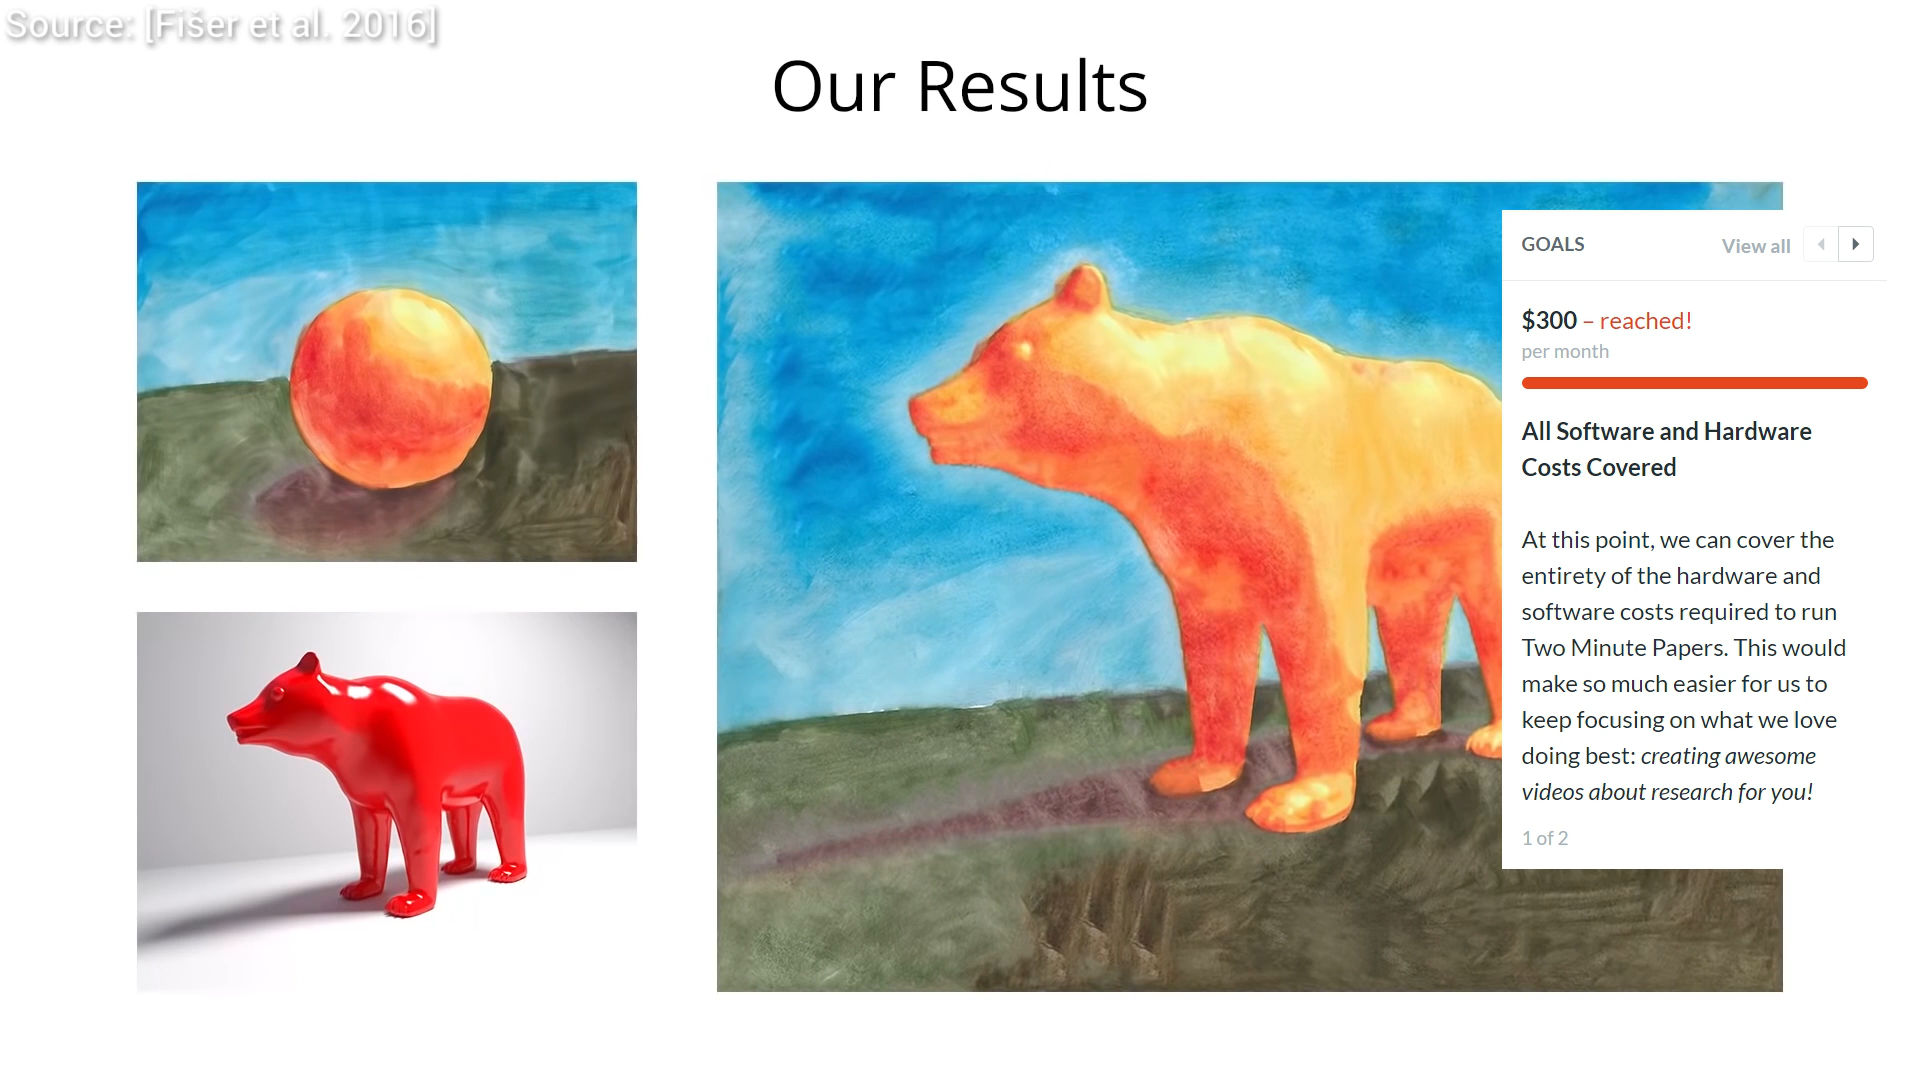 Source: [Fišer et al. 2016]
Our Results
GOALS
View all
$300 – reached!
per month
All Software and Hardware
Costs Covered
At this point, we can cover the
entirety of the hardware and
software costs required to run
Two Minute Papers. This would
make so much easier for us to
keep focusing on what we love
doing best: creating awesome
videos about research for you!
1 of 2